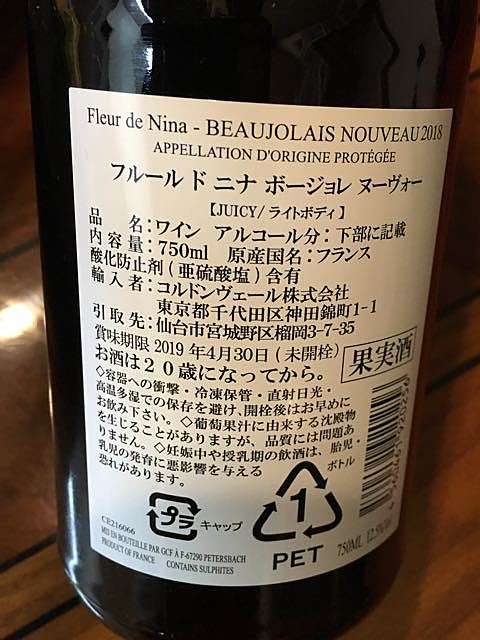 Fleur de Nina - BEAUJOLAIS NOUVEAU 2018
APPELLATION D'ORIGINE PROTÉGÉE
フルール ド ニナ ボージョレ ヌーヴォー
【JUICY/ライトボディ】
品　名：ワイン　アルコール分：下部に記載
内容量：750ml　原産国名：フランス
酸化防止剤(亜硫酸塩)含有
輸入者：コルドンヴェール株式会社
東京都千代田区神田錦町1-1
引取先：仙台市宮城野区榴岡3-7-35
賞味期限 2019 年4月30日(未開栓)
お酒は20歳になってから。
果実酒
◇容器への衝撃・冷凍保管・直射日光・
高温多湿での保存を避け、開栓後はお早めに
お飲み下さい。◇葡萄果汁に由来する沈殿物
を生じることがありますが、品質には問題あ
りません。◇妊娠中や授乳期の飲酒は、胎児・
乳児の発育に悪影響を与える
恐れがあります。
ボトル
プラ
キャップ
1
PET
CE216066
MIS EN BOUTEILLE PAR GCF À F-67290 PETERSBACH
PRODUCT OF FRANCE　CONTAINS SULPHITES
750ML